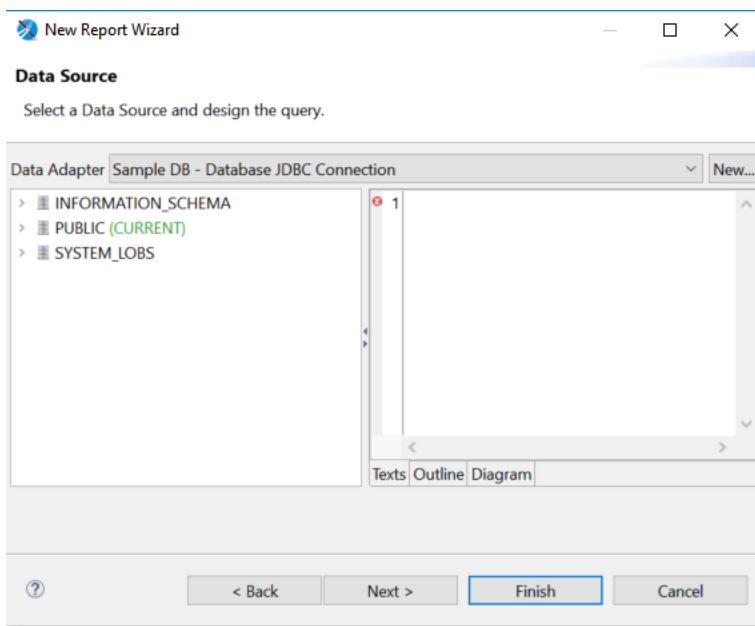 New Report Wizard
Data Source
Select a Data Source and design the query.
Data Adapter Sample DB - Database JDBC Connection New...
INFORMATION_SCHEMA
PUBLIC (CURRENT)
SYSTEM_LOBS
1
Texts Outline Diagram
? < Back Next > Finish Cancel